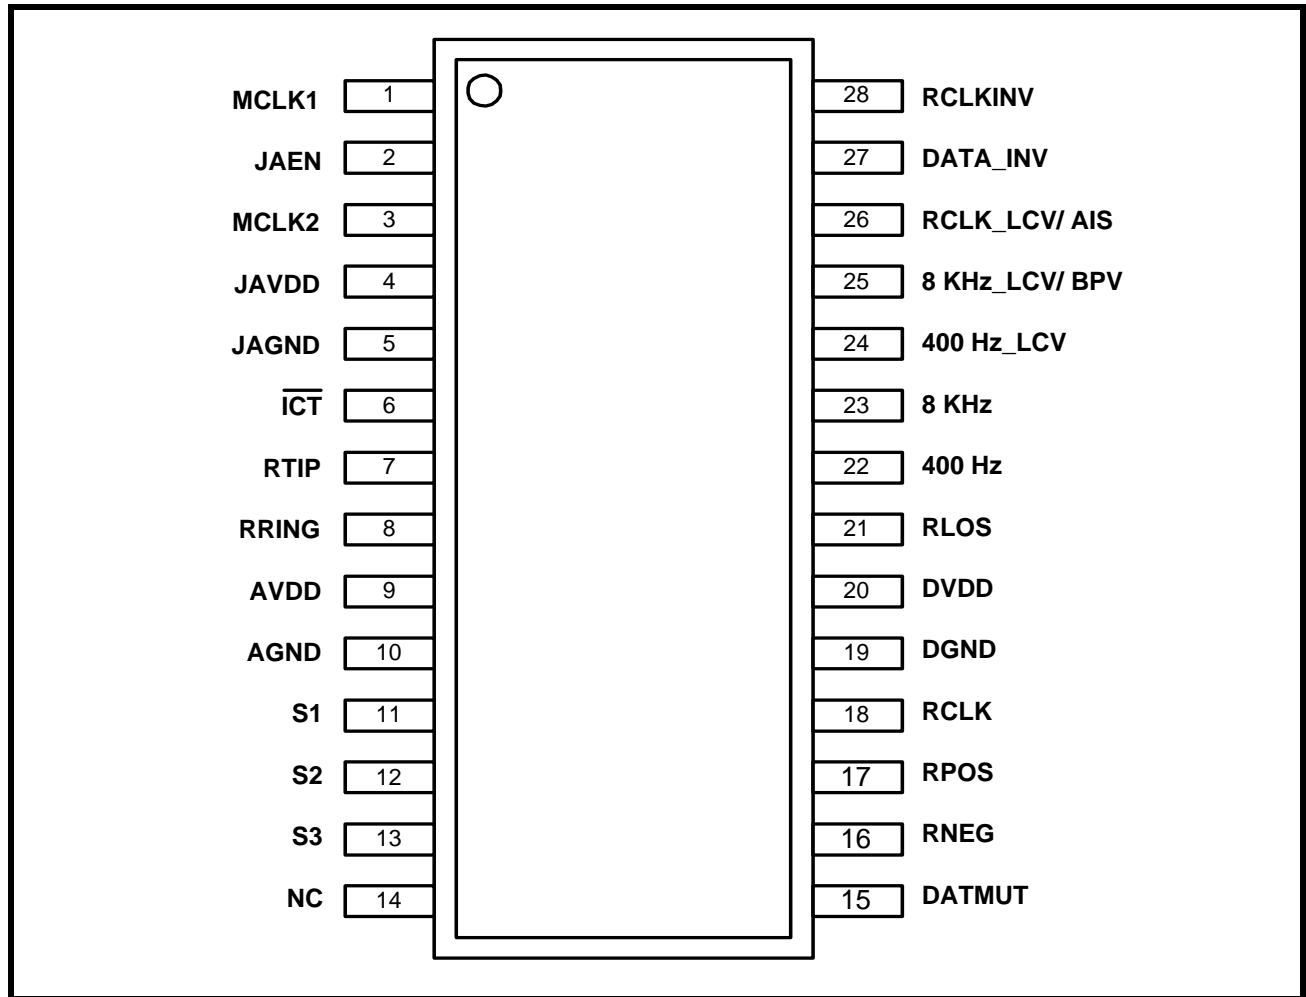 MCLK1 1 28 RCLKINV
JAEN 2 27 DATA_INV
MCLK2 3 26 RCLK_LCV/ AIS
JAVDD 4 25 8 KHz_LCV/ BPV
JAGND 5 24 400 Hz_LCV
I̅C̅T̅ 6 23 8 KHz
RTIP 7 22 400 Hz
RRING 8 21 RLOS
AVDD 9 20 DVDD
AGND 10 19 DGND
S1 11 18 RCLK
S2 12 17 RPOS
S3 13 16 RNEG
NC 14 15 DATMUT